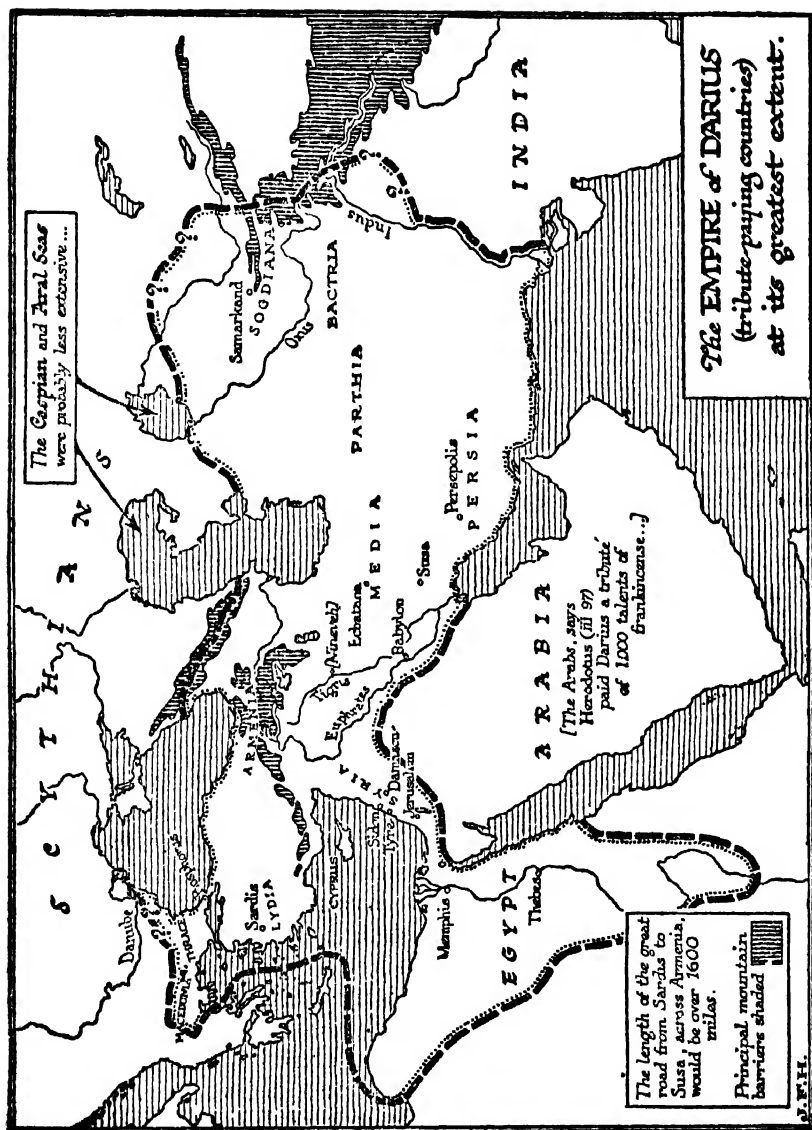 The EMPIRE of DARIUS
(tribute-paying countries)
at its greatest extent.
The Caspian and Aral Seas
were probably less extensive...
SCYTHIANS
Danube
MACEDONIA
THRACE
Bosphorus
Sardis
LYDIA
CYPRUS
ARMENIA
[Nineveh]
Ecbatana
MEDIA
Susa
Babylon
Euphrates
SYRIA
Damascus
Sidon
Tyre
Jerusalem
PARTHIA
Persepolis
PERSIA
Samarkand
SOGDIANA
Oxus
BACTRIA
Indus
INDIA
ARABIA
[The Arabs, says
Herodotus (iii 97)
paid Darius a tribute
of 1,000 talents of
frankincense...]
Memphis
EGYPT
Thebes
The length of the great
road from Sardis to
Susa, across Armenia,
would be over 1600
miles.
Principal mountain
barriers shaded
J.F.H.